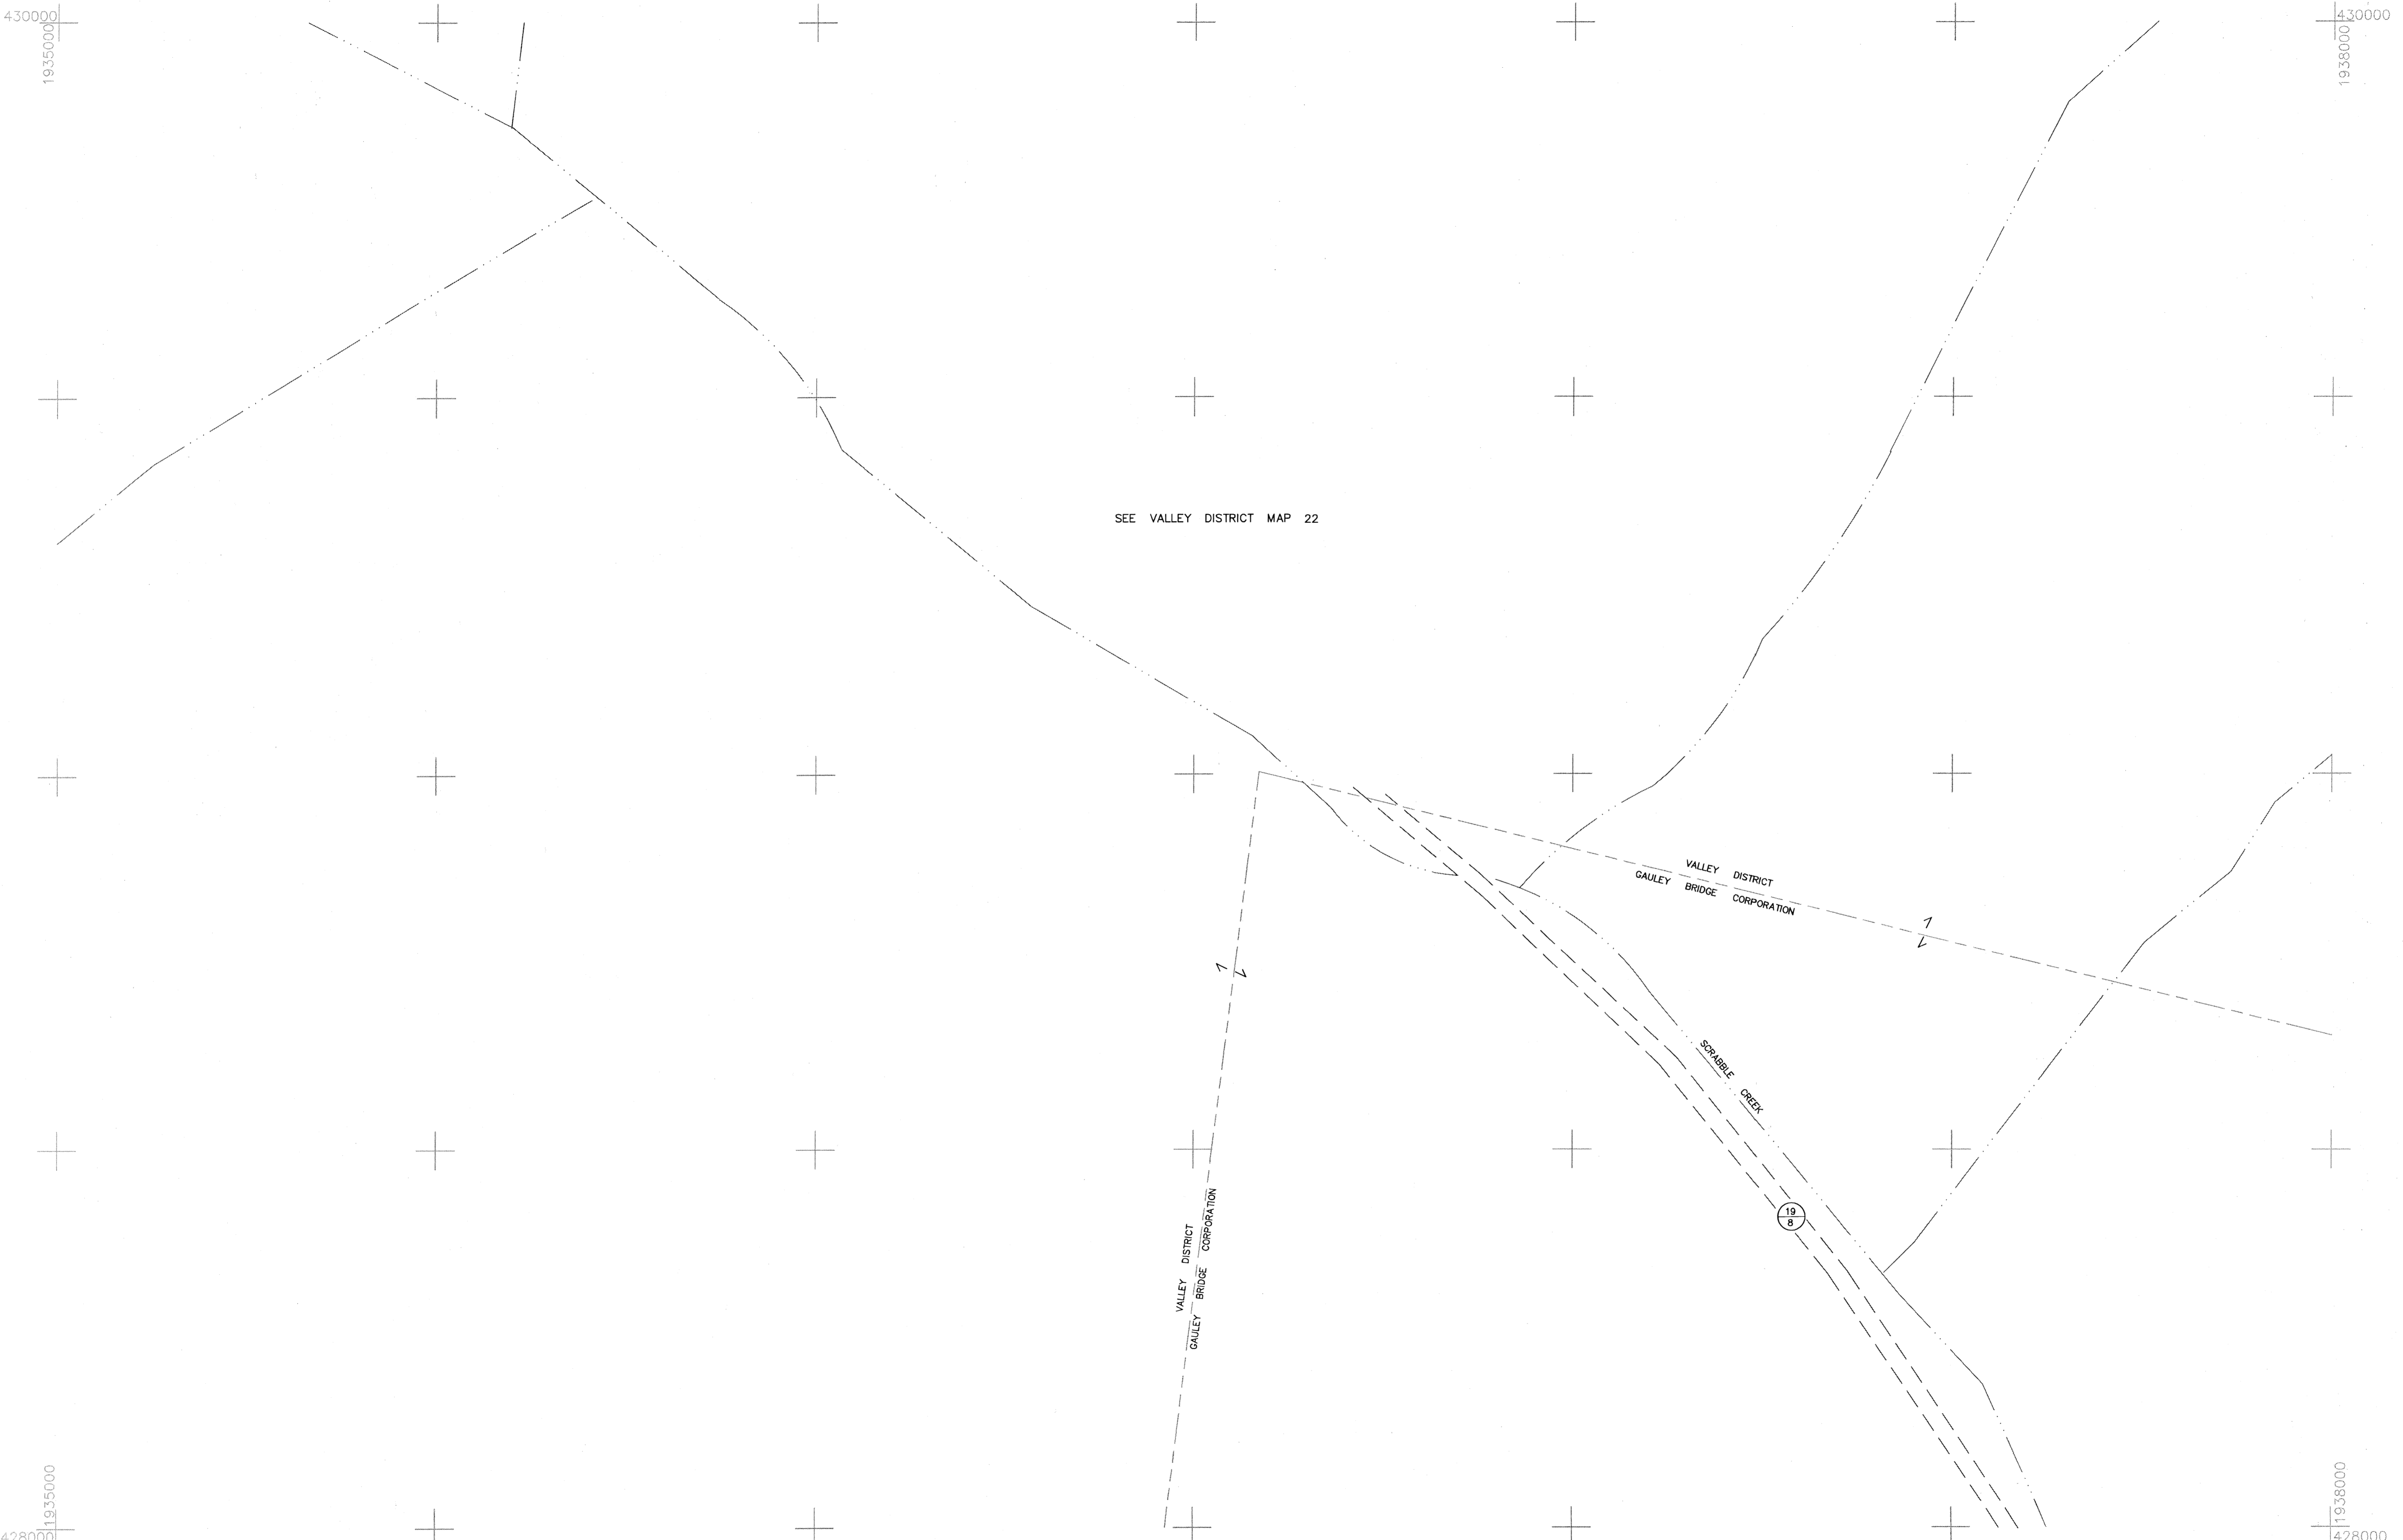 430000
430000
1935000
1938000
SEE VALLEY DISTRICT MAP 22
VALLEY DISTRICT
GAULEY BRIDGE CORPORATION
SCRABBLE CREEK
19
8
VALLEY DISTRICT
GAULEY BRIDGE CORPORATION
1935000
1938000
428000
428000